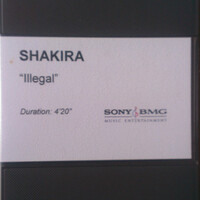 SHAKIRA
"Illegal"
Duration: 4'20"
SONY BMG
MUSIC ENTERTAINMENT